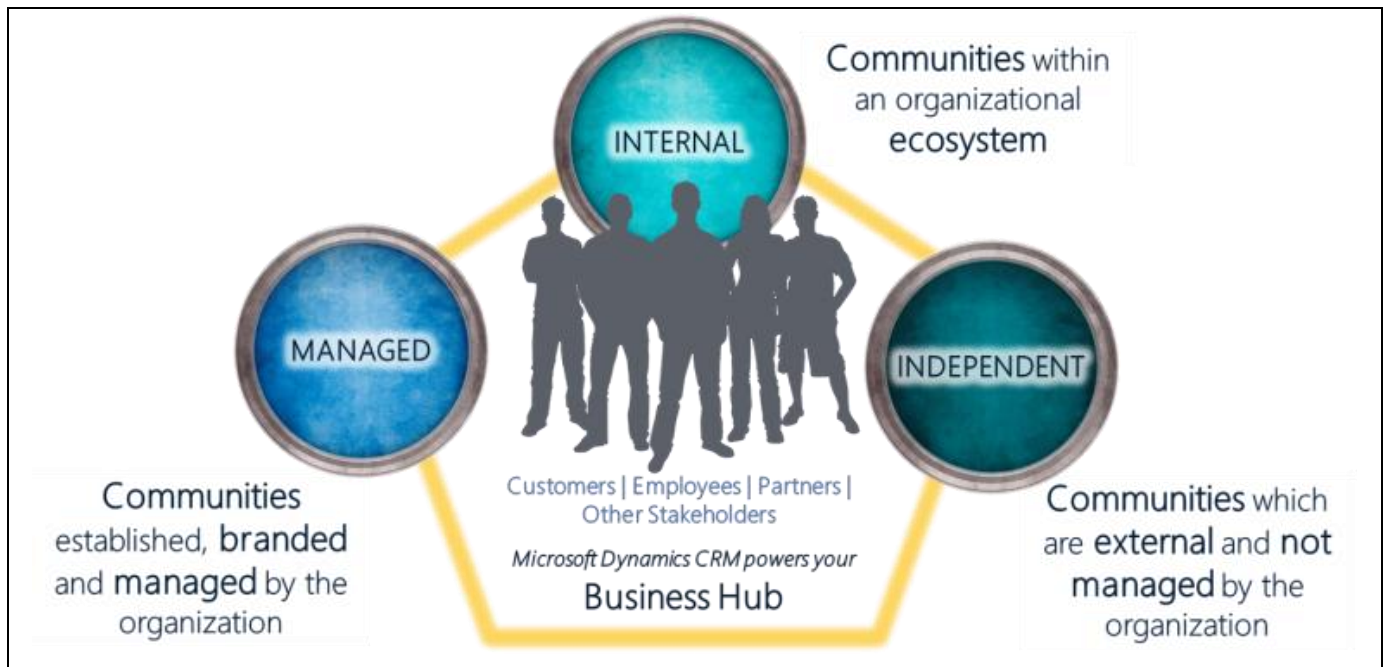 INTERNAL
Communities within
an organizational
ecosystem
MANAGED
INDEPENDENT
Communities
established, branded
and managed by the
organization
Customers | Employees | Partners |
Other Stakeholders
Microsoft Dynamics CRM powers your
Business Hub
Communities which
are external and not
managed by the
organization